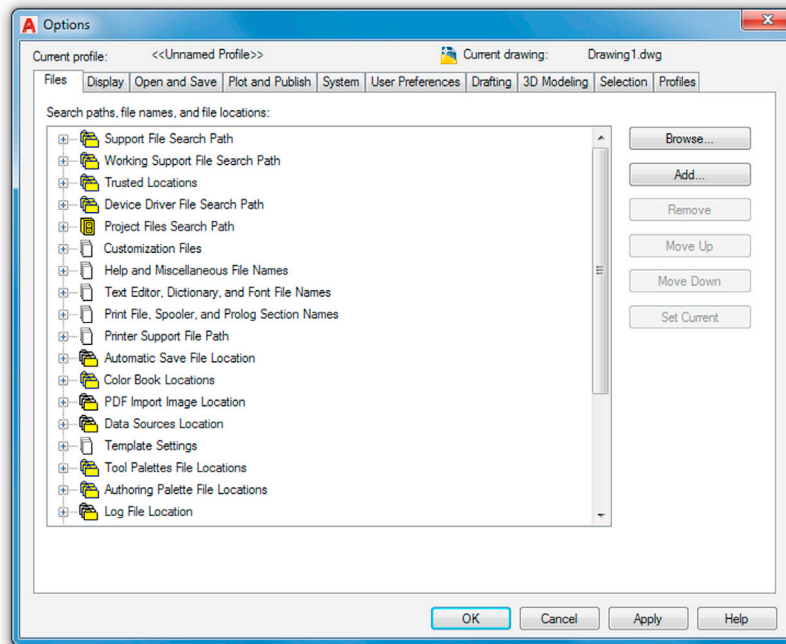 A Options
Current profile: <<Unnamed Profile>> Current drawing: Drawing1.dwg
Files Display Open and Save Plot and Publish System User Preferences Drafting 3D Modeling Selection Profiles
Search paths, file names, and file locations:
Support File Search Path
Working Support File Search Path
Trusted Locations
Device Driver File Search Path
Project Files Search Path
Customization Files
Help and Miscellaneous File Names
Text Editor, Dictionary, and Font File Names
Print File, Spooler, and Prolog Section Names
Printer Support File Path
Automatic Save File Location
Color Book Locations
PDF Import Image Location
Data Sources Location
Template Settings
Tool Palettes File Locations
Authoring Palette File Locations
Log File Location
Browse...
Add...
Remove
Move Up
Move Down
Set Current
OK Cancel Apply Help